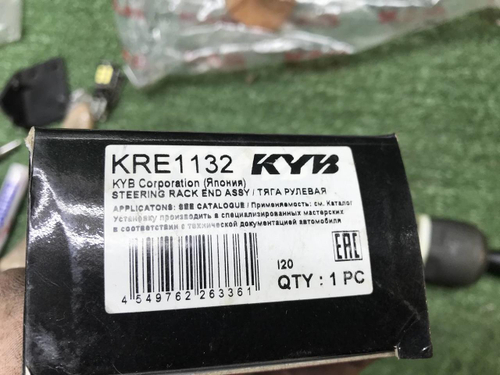 KRE1132 KYB
KYB Corporation (Япония)
STEERING RACK END ASSY / ТЯГА РУЛЕВАЯ
APPLICATONS: SEE CATALOGUE / Применяемость: см. Каталог
Установку производить в специализированных мастерских
в соответствии с технической документацией автомобиля
EAC
I20
QTY : 1 PC
4 549762 263361